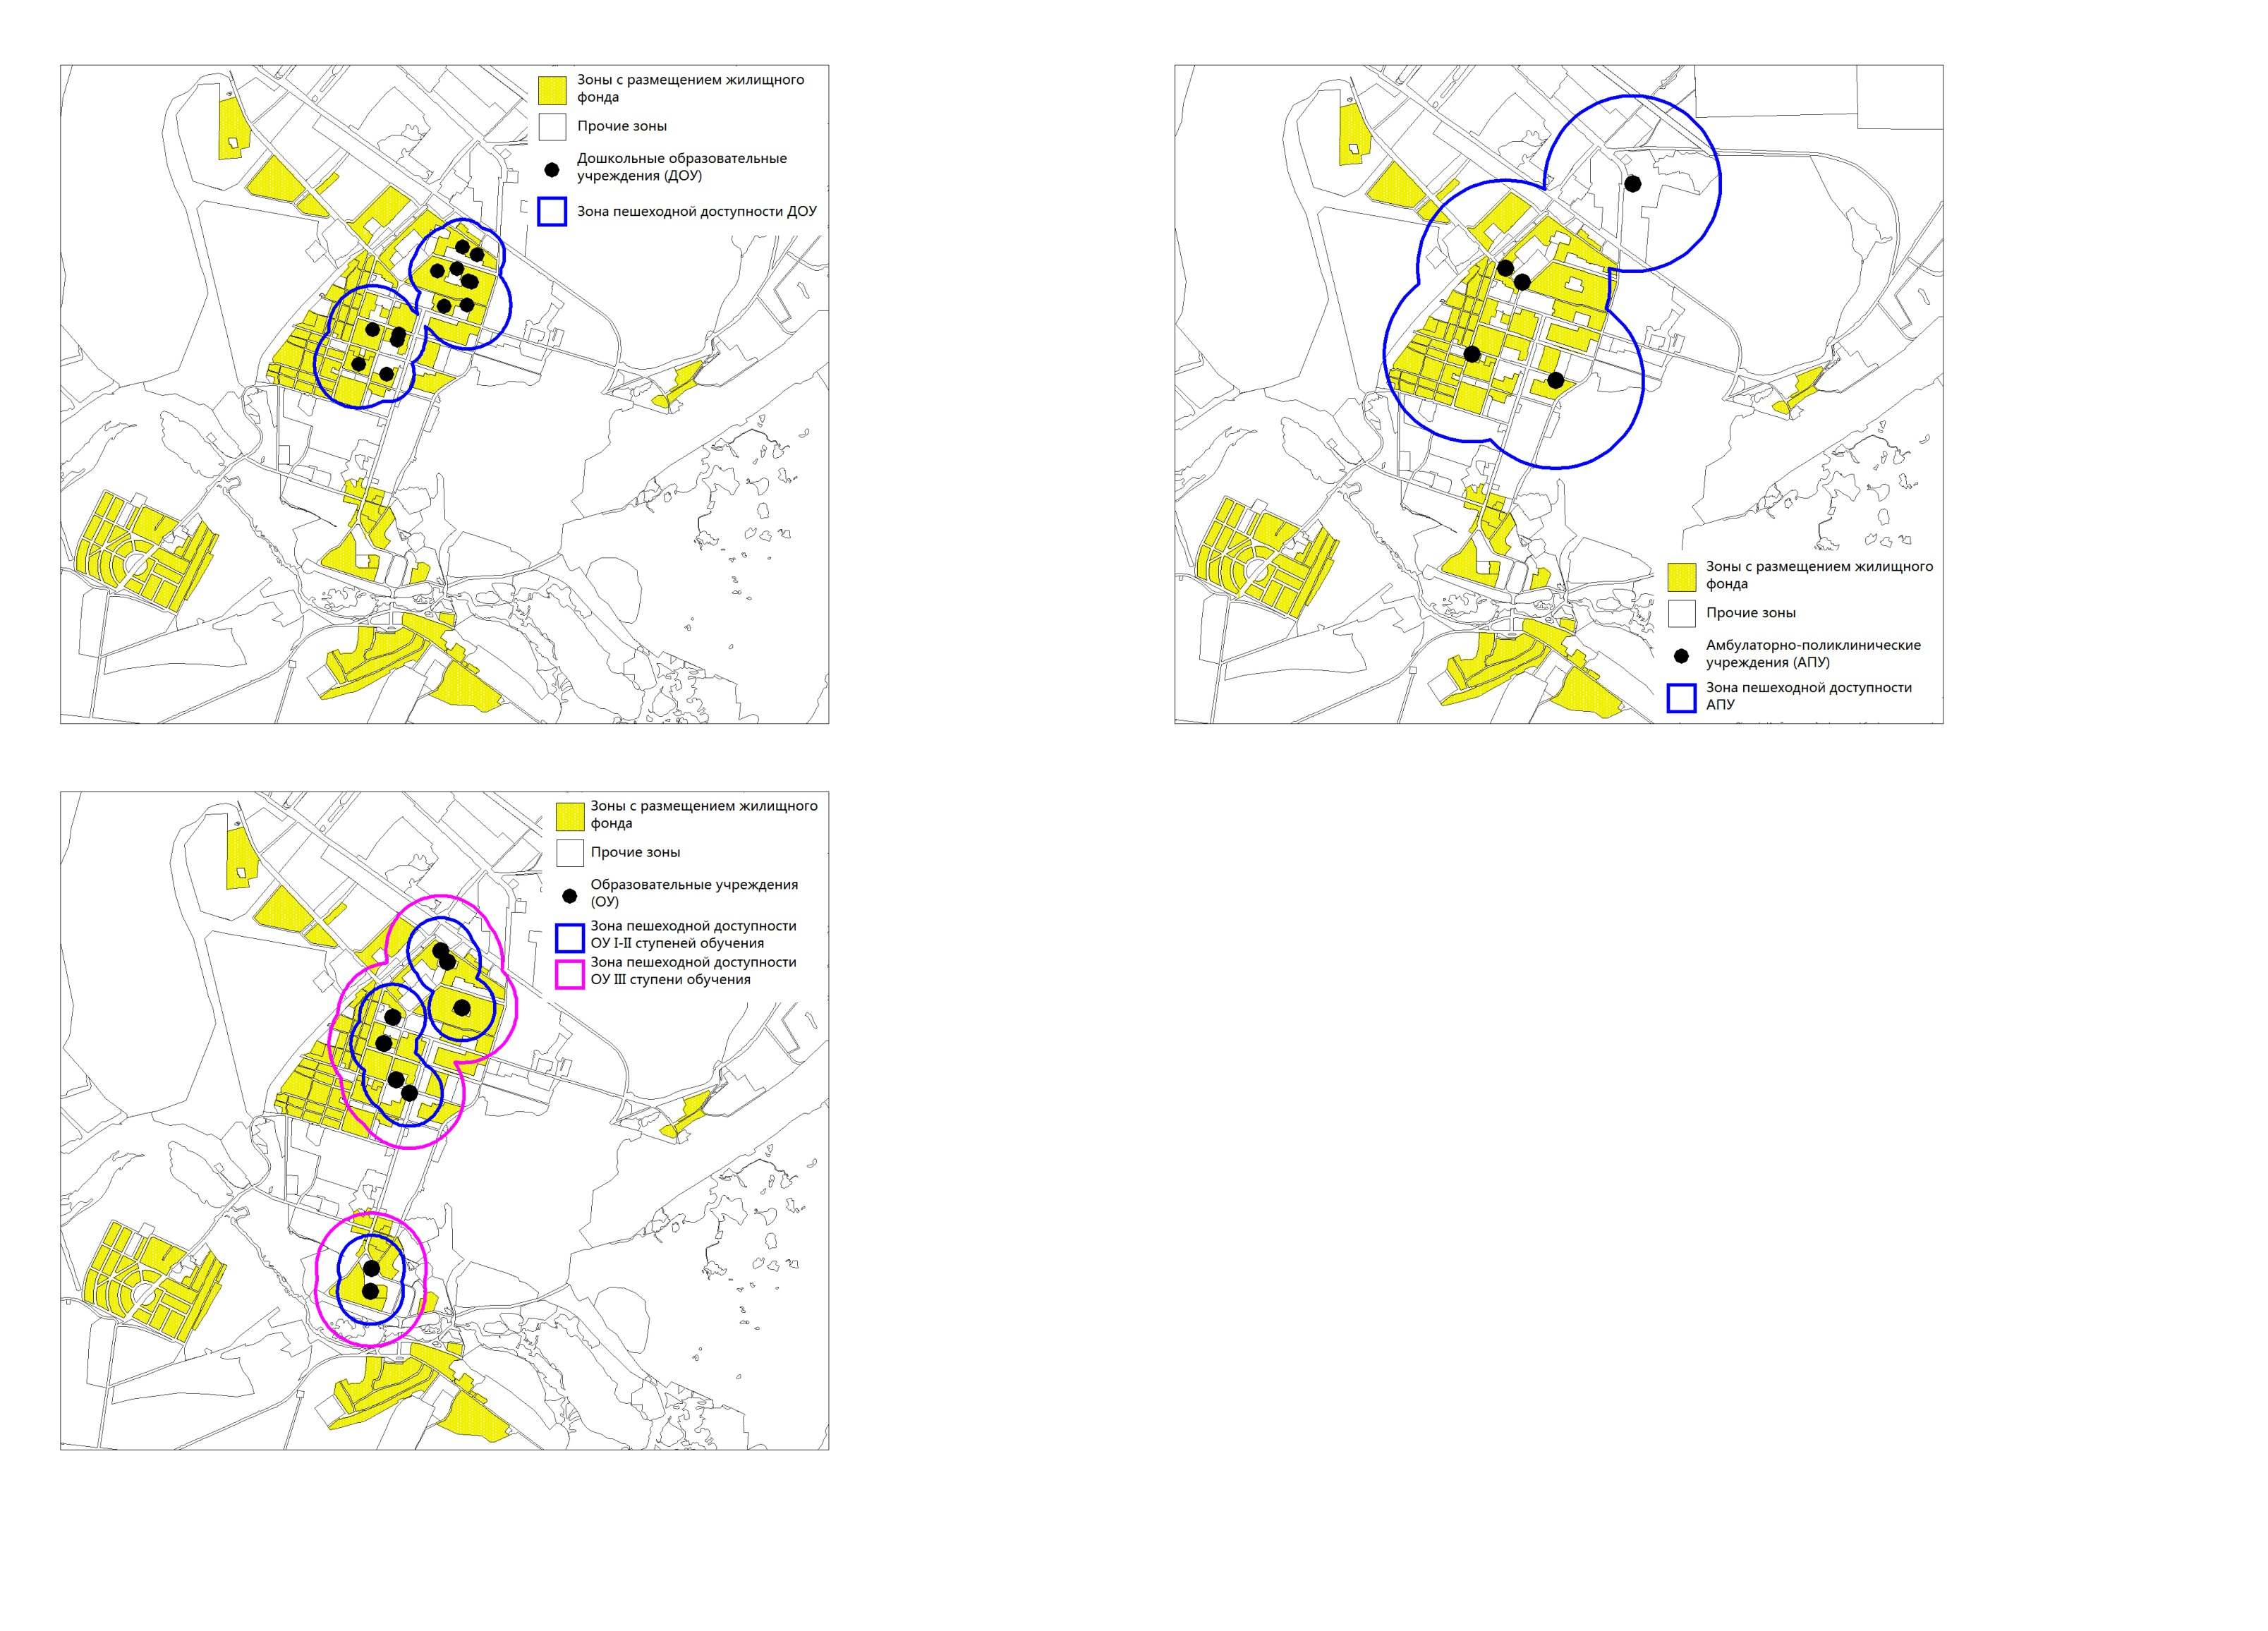 Зоны с размещением жилищного
фонда
Прочие зоны
Дошкольные образовательные
учреждения (ДОУ)
Зона пешеходной доступности ДОУ
Зоны с размещением жилищного
фонда
Прочие зоны
Амбулаторно-поликлинические
учреждения (АПУ)
Зона пешеходной доступности
АПУ
Зоны с размещением жилищного
фонда
Прочие зоны
Образовательные учреждения
(ОУ)
Зона пешеходной доступности
ОУ I-II ступеней обучения
Зона пешеходной доступности
ОУ III ступени обучения